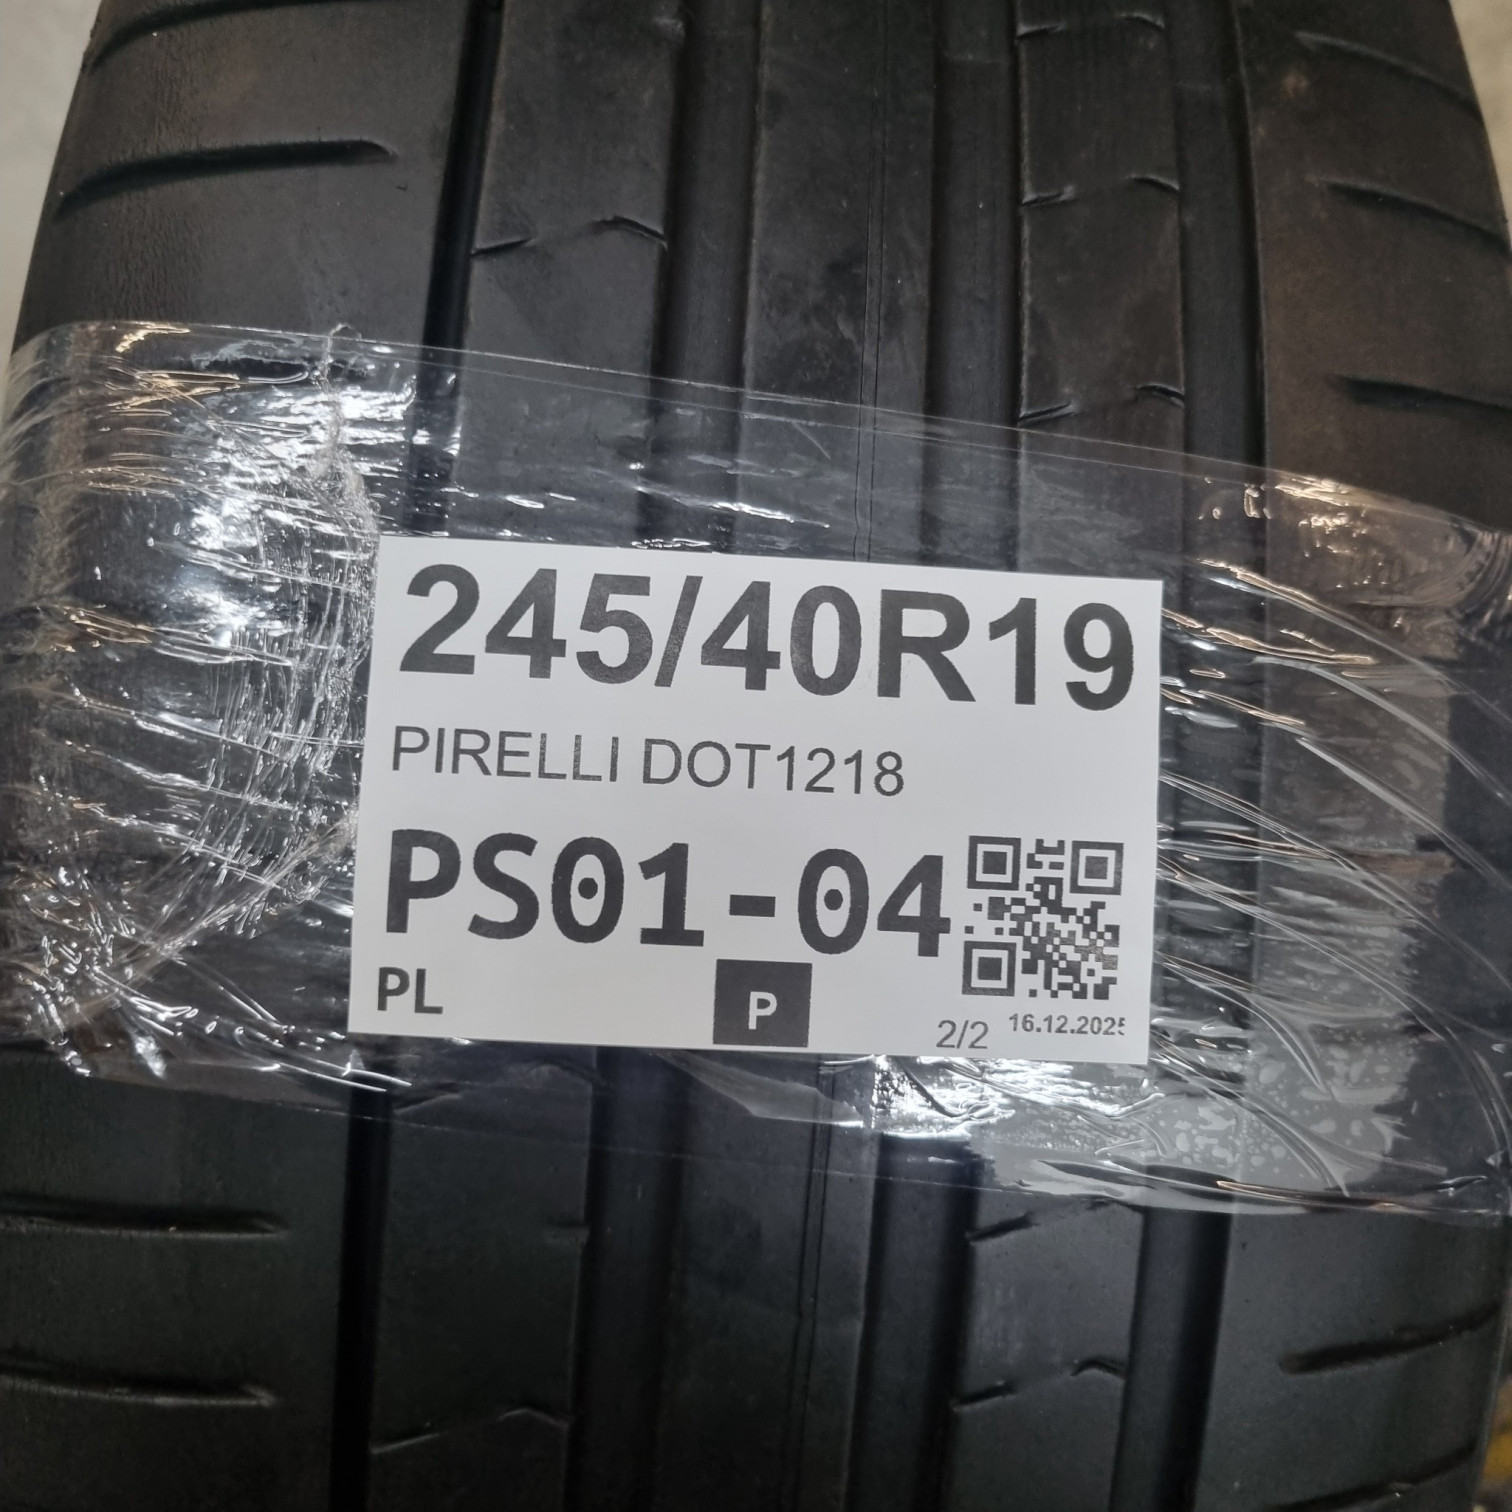 245/40R19
PIRELLI DOT1218
PS01-04
PL
P
2/2 16.12.2025